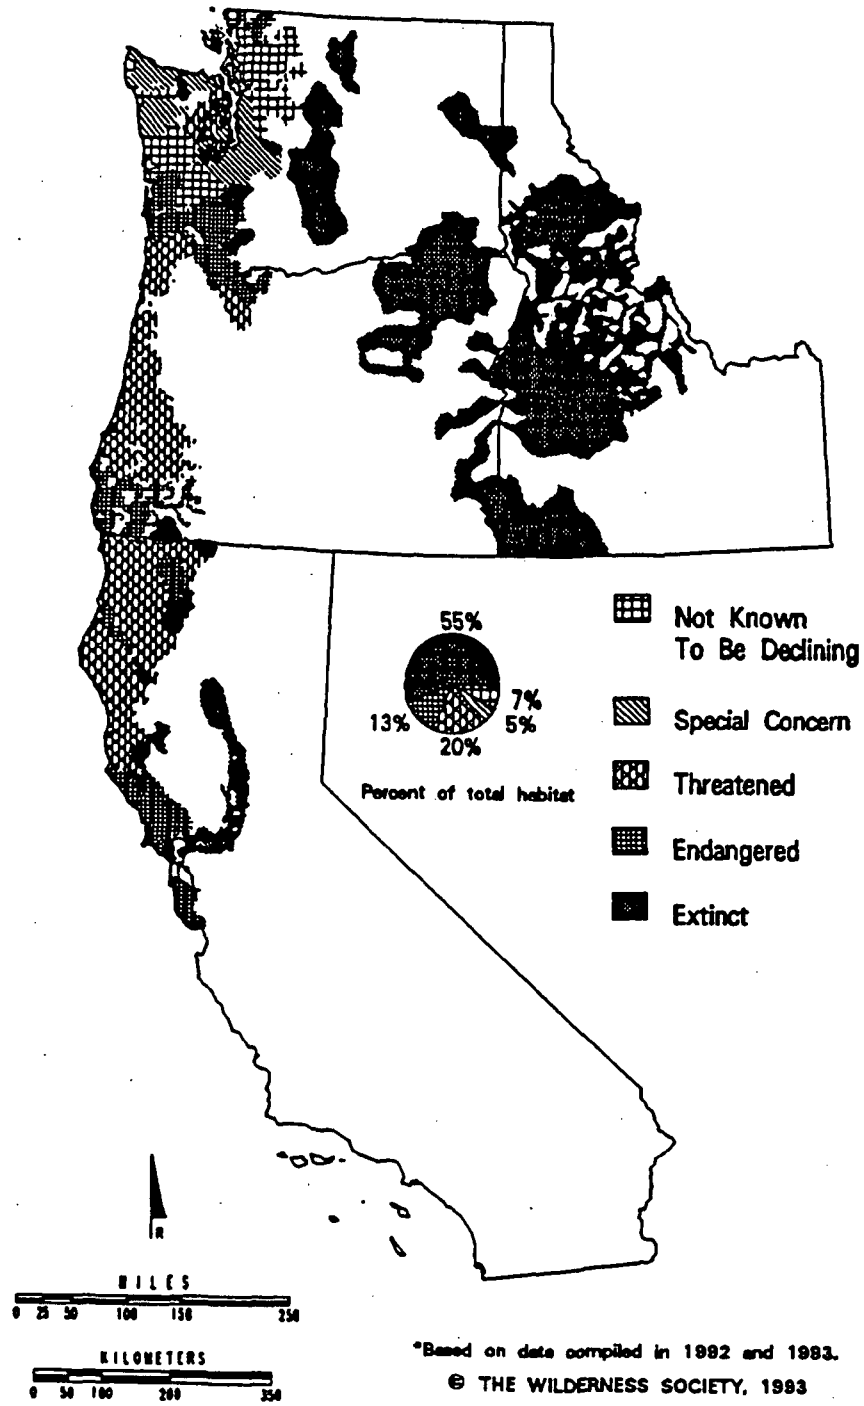 55%
7%
5%
20%
13%
Percent of total habitat
Not Known
To Be Declining
Special Concern
Threatened
Endangered
Extinct
MILES
0 25 50 100 150 250
KILOMETERS
0 50 100 200 350
*Based on data compiled in 1992 and 1993.
© THE WILDERNESS SOCIETY, 1993